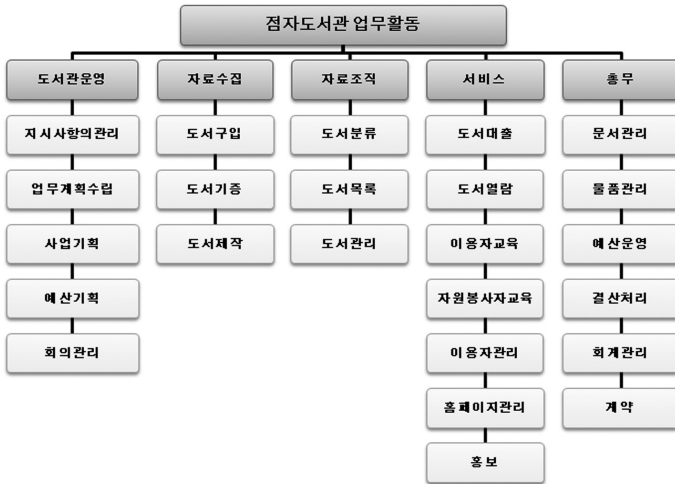 점자도서관 업무활동
도서관운영
지시사항의관리
업무계획수립
사업기획
예산기획
회의관리
자료수집
도서구입
도서기증
도서제작
자료조직
도서분류
도서목록
도서관리
서비스
도서대출
도서열람
이용자교육
자원봉사자교육
이용자관리
홈페이지관리
홍보
총무
문서관리
물품관리
예산운영
결산처리
회계관리
계약